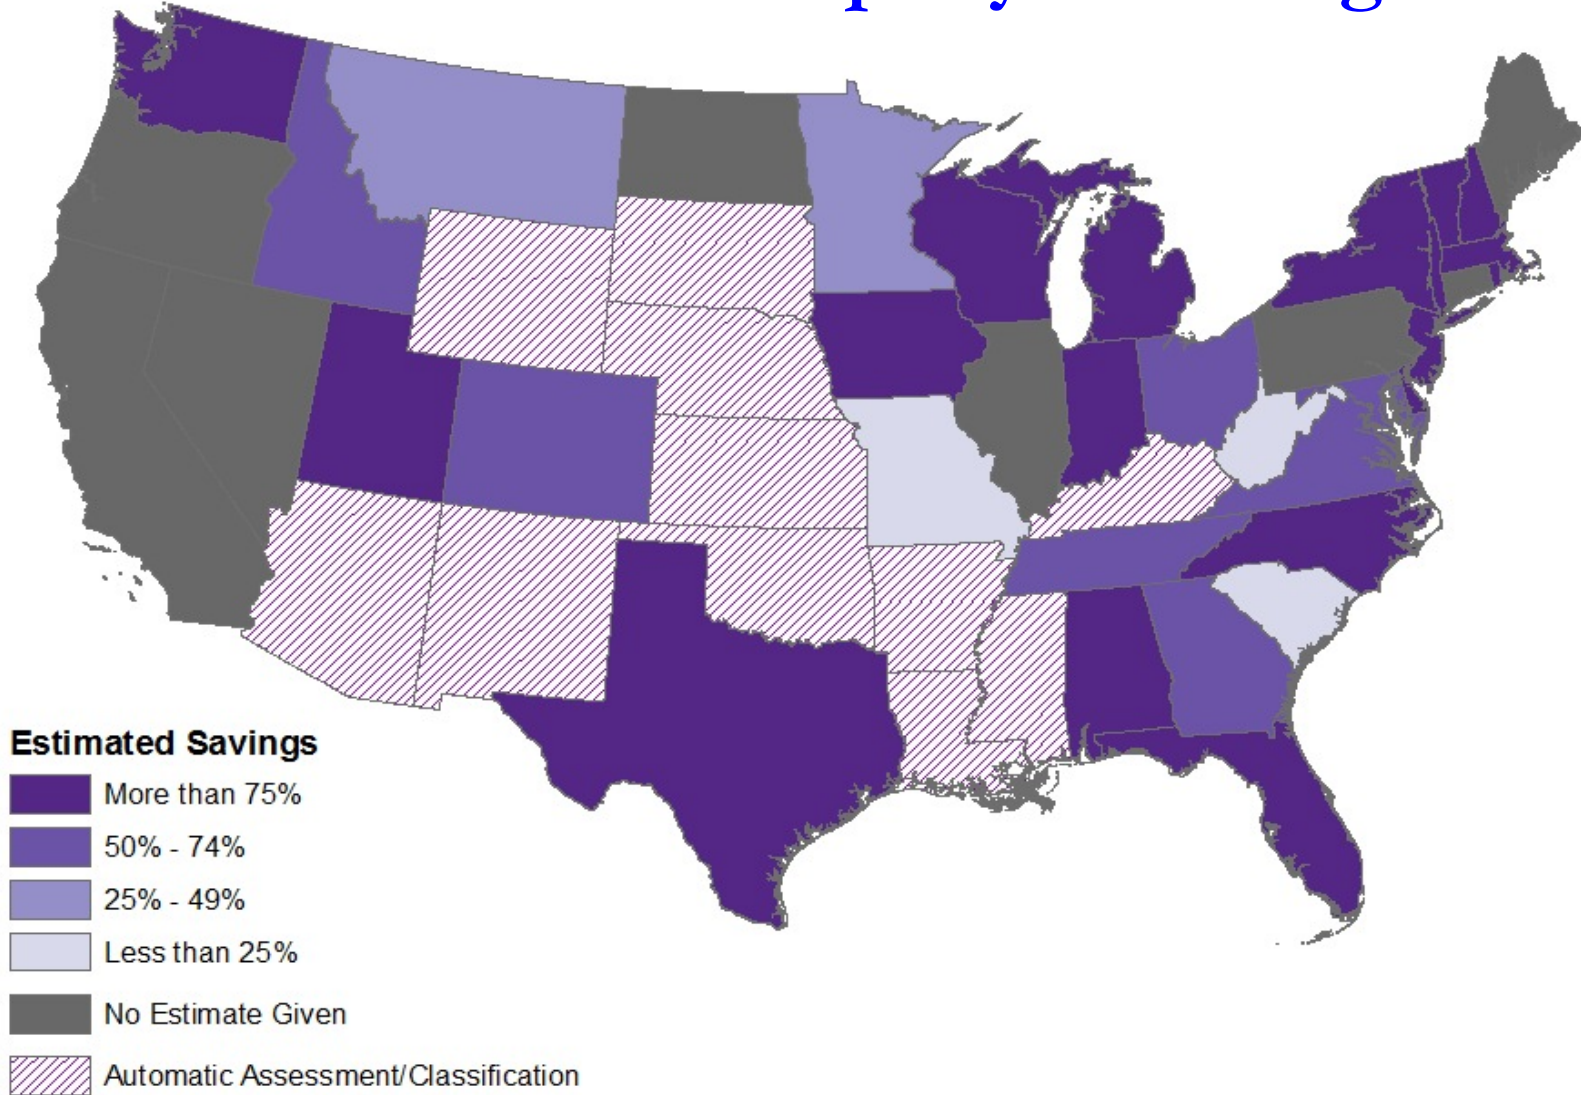 Estimated Savings
More than 75%
50% - 74%
25% - 49%
Less than 25%
No Estimate Given
Automatic Assessment/Classification